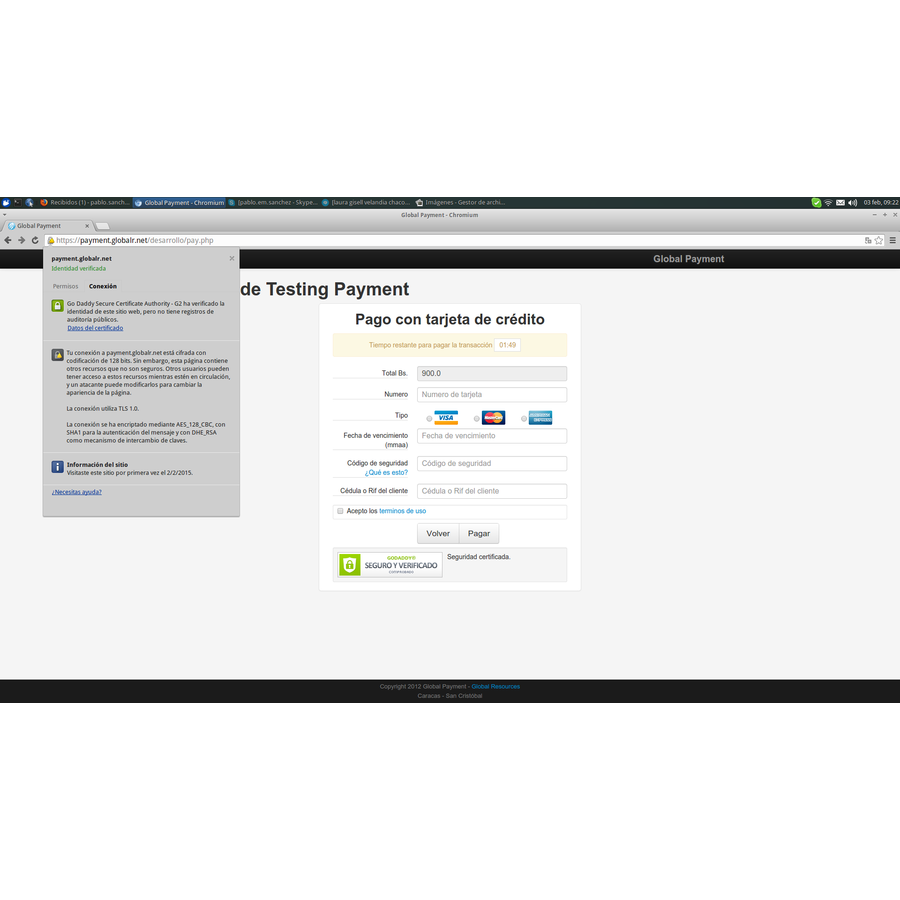 Recibidos (1) - pablo.sanch...
Global Payment - Chromium
[pablo.em.sanchez - Skype...
[laura gisell velandia chaco...
Imágenes - Gestor de archi...
03 feb, 09:22
Global Payment - Chromium
Global Payment
https://payment.globalr.net/desarrollo/pay.php
Global Payment
payment.globalr.net
Identidad verificada
Permisos
Conexión
Go Daddy Secure Certificate Authority - G2 ha verificado la
identidad de este sitio web, pero no tiene registros de
auditoría públicos.
Datos del certificado
Tu conexión a payment.globalr.net está cifrada con
codificación de 128 bits. Sin embargo, esta página contiene
otros recursos que no son seguros. Otros usuarios pueden
tener acceso a estos recursos mientras estén en circulación,
y un atacante puede modificarlos para cambiar la
apariencia de la página.
La conexión utiliza TLS 1.0.
La conexión se ha encriptado mediante AES_128_CBC, con
SHA1 para la autenticación del mensaje y con DHE_RSA
como mecanismo de intercambio de claves.
Información del sitio
Visitaste este sitio por primera vez el 2/2/2015.
¿Necesitas ayuda?
de Testing Payment
Pago con tarjeta de crédito
Tiempo restante para pagar la transacción 01:49
Total Bs. 900.0
Numero Numero de tarjeta
Tipo VISA MasterCard
Fecha de vencimiento Fecha de vencimiento
(mmaa)
Código de seguridad Código de seguridad
¿Qué es esto?
Cédula o Rif del cliente Cédula o Rif del cliente
Acepto los terminos de uso
Volver Pagar
GODADDY®
SEGURO Y VERIFICADO
Seguridad certificada.
Copyright 2012 Global Payment - Global Resources
Caracas - San Cristóbal